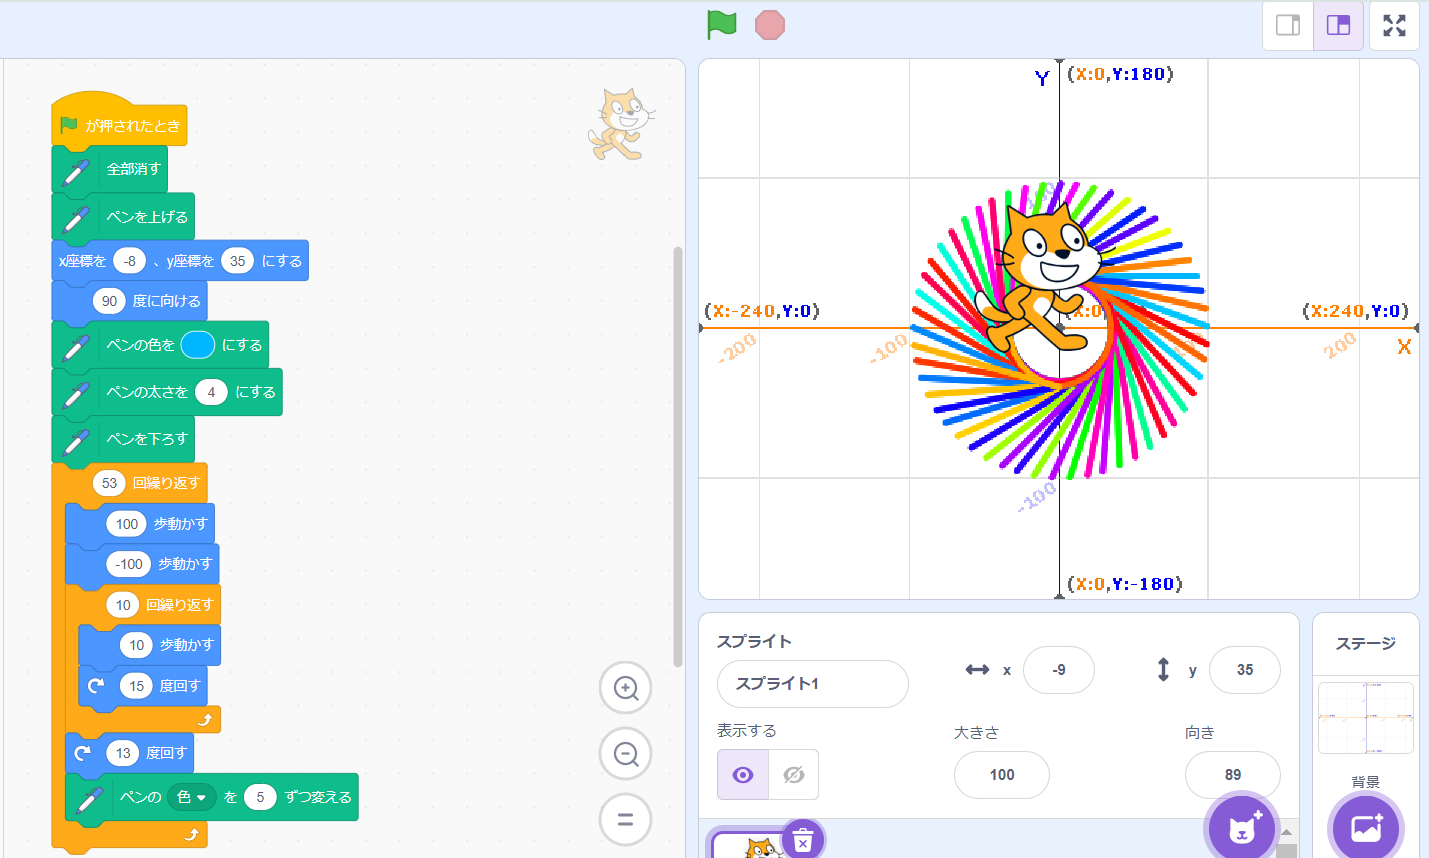 が押されたとき
全部消す
ペンを上げる
x座標を -8 、y座標を 35 にする
90 度に向ける
ペンの色を にする
ペンの太さを 4 にする
ペンを下ろす
53 回繰り返す
100 歩動かす
-100 歩動かす
10 回繰り返す
10 歩動かす
15 度回す
13 度回す
ペンの 色 を 5 ずつ変える
Y (X:0,Y:180)
(X:-240,Y:0)
(X:0
(X:240,Y:0)
-200
-100
200
X
-100
(X:0,Y:-180)
スプライト
スプライト1
x -9
y 35
表示する
大きさ
100
向き
89
ステージ
背景